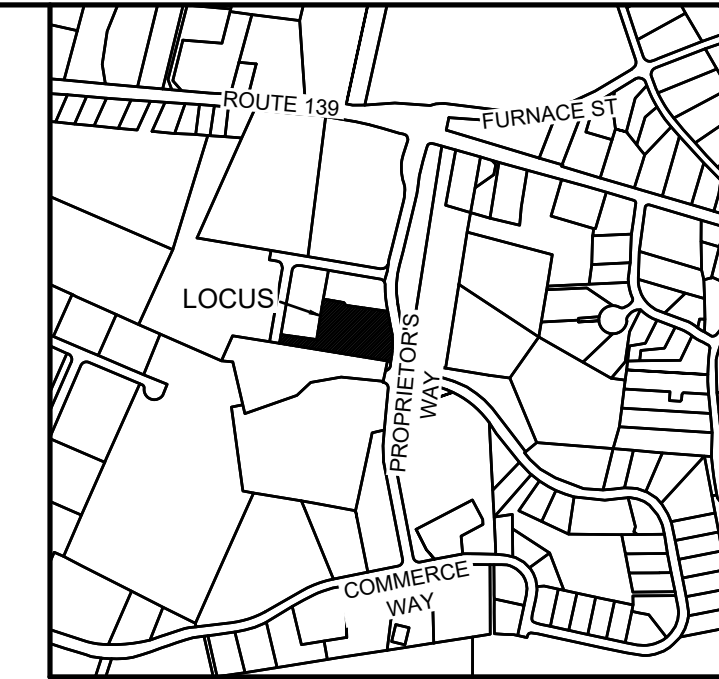 ROUTE 139
FURNACE ST
LOCUS
PROPRIETOR'S
WAY
COMMERCE
WAY